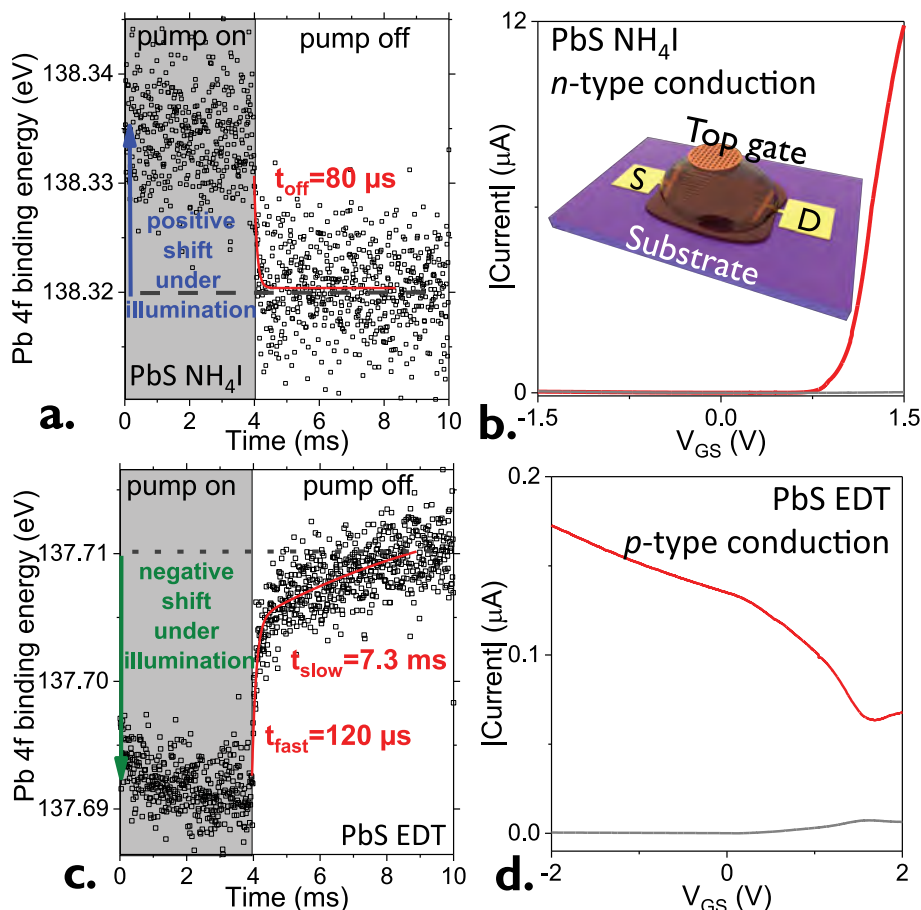 pump on
pump off
138.34
138.33
138.32
Pb 4f binding energy (eV)
t_off=80 µs
positive
shift
under
illumination
PbS NH₄I
0
2
4
6
8
10
Time (ms)
a.
PbS NH₄I
n-type conduction
Top gate
S
D
Substrate
12
0
|Current| (µA)
-1.5
0.0
1.5
V_GS (V)
b.
pump on
pump off
137.71
137.70
137.69
Pb 4f binding energy (eV)
negative
shift
under
illumination
t_slow=7.3 ms
t_fast=120 µs
PbS EDT
0
2
4
6
8
10
Time (ms)
c.
PbS EDT
p-type conduction
0.2
0.1
0.0
|Current| (µA)
-2
0
2
V_GS (V)
d.